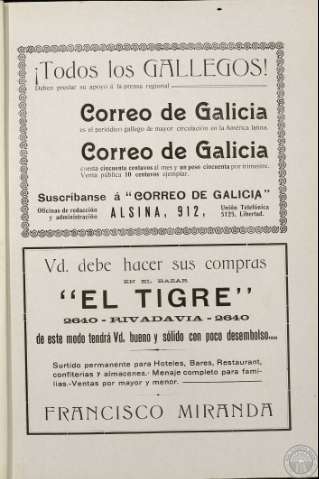 ¡Todos los GALLEGOS!
Deben prestar su apoyo á la prensa regional
Correo de Galicia
es el periódico gallego de mayor circulación en la América latina.
Correo de Galicia
cuesta cincuenta centavos al mes y un peso cincuenta por trimestre.
Venta pública 10 centavos ejemplar.
Suscríbanse á "CORREO DE GALICIA"
Oficinas de redacción y administración ALSINA, 912, Unión Telefónica 5125, Libertad.
Vd. debe hacer sus compras
EN EL BAZAR
"EL TIGRE"
2640 - RIVADAVIA - 2640
de este modo tendrá Vd. bueno y sólido con poco desembolso....
Surtido permanente para Hoteles, Bares, Restaurant,
confiterías y almacenes.- Menaje completo para fami-
lias.-Ventas por mayor y menor.
FRANCISCO MIRANDA